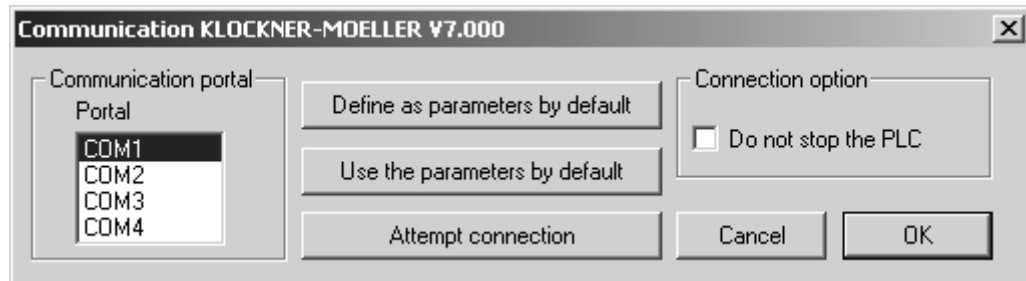 Communication KLOCKNER-MOELLER V7.000
Communication portal
Portal
COM1
COM2
COM3
COM4
Define as parameters by default
Use the parameters by default
Attempt connection
Connection option
Do not stop the PLC
Cancel
OK